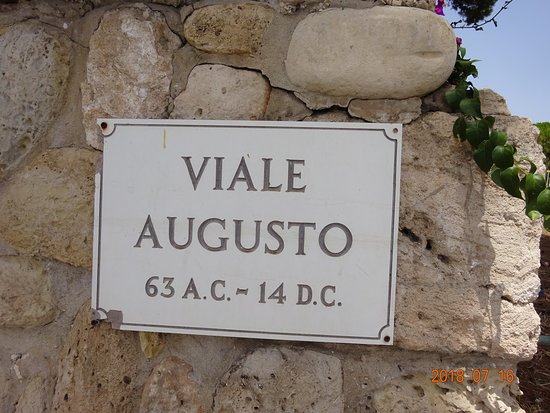 VIALE
AUGUSTO
63 A.C. - 14 D.C.
2018 07 16